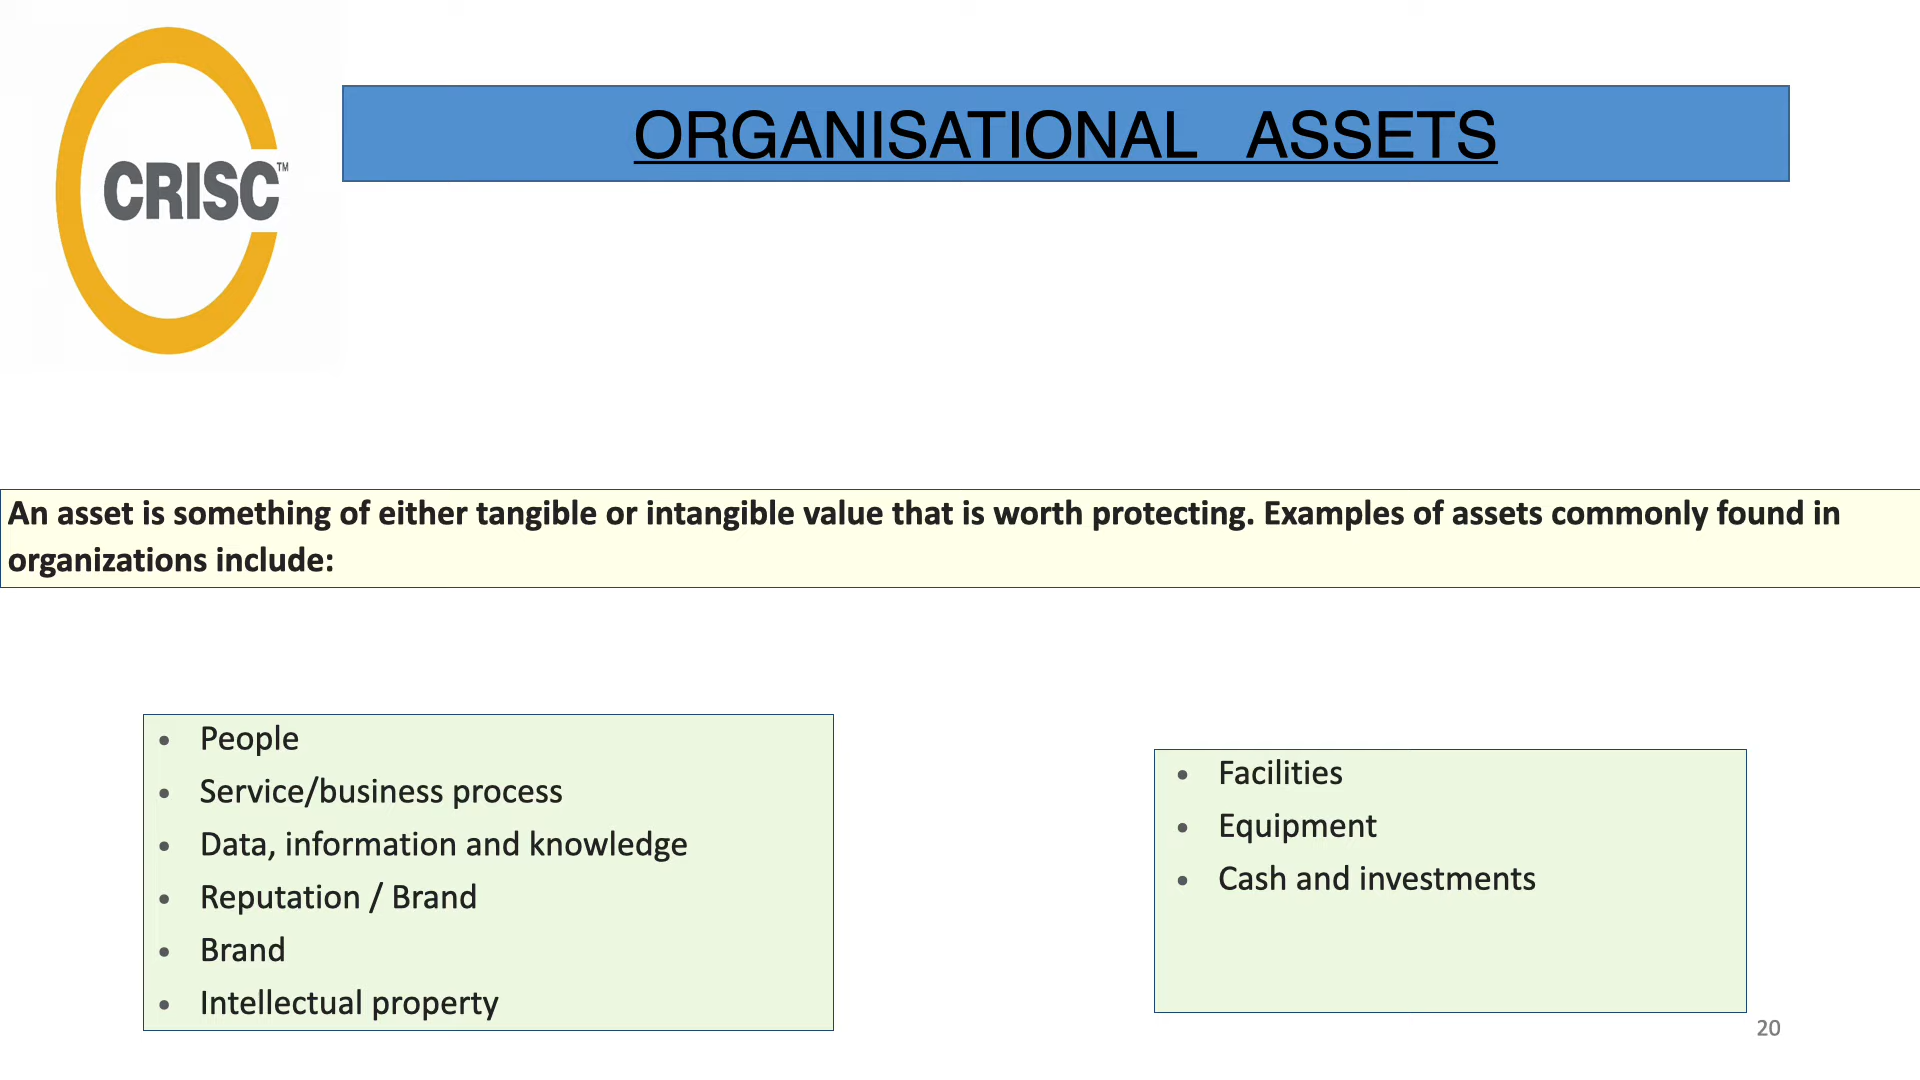 CRISC™
ORGANISATIONAL ASSETS
An asset is something of either tangible or intangible value that is worth protecting. Examples of assets commonly found in
organizations include:
• People
• Service/business process
• Data, information and knowledge
• Reputation / Brand
• Brand
• Intellectual property
• Facilities
• Equipment
• Cash and investments
20